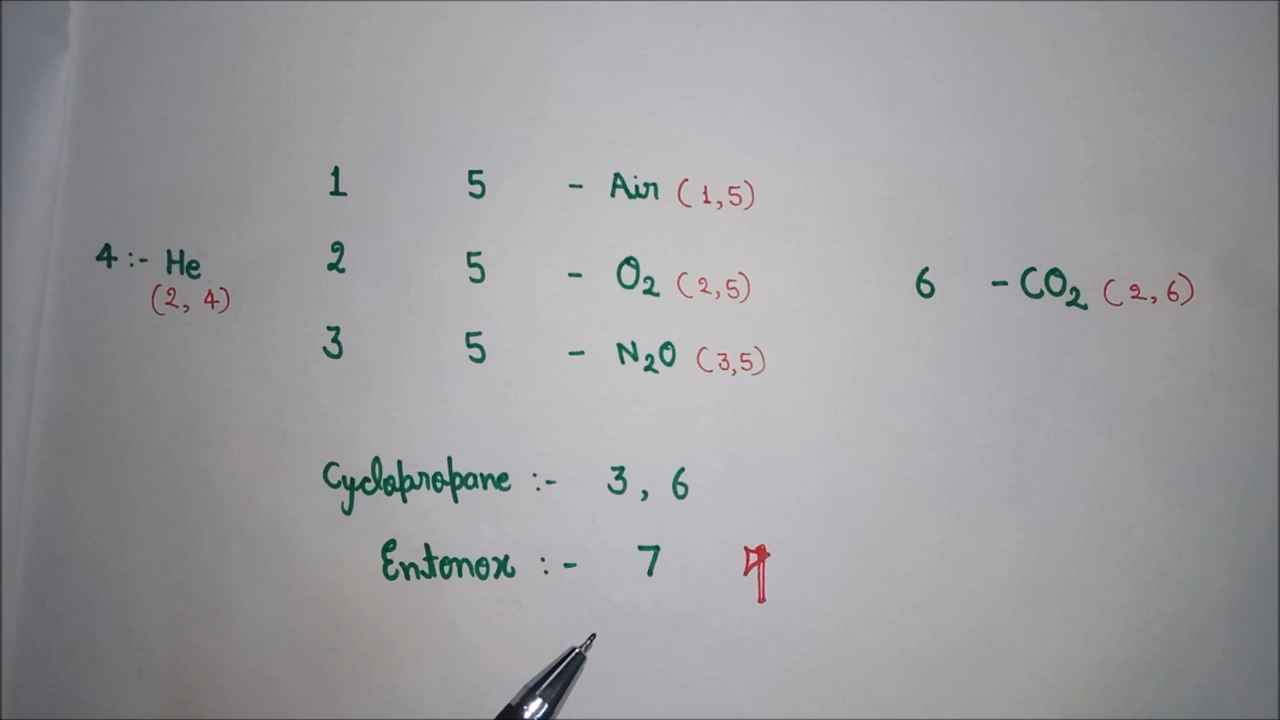 1 5 - Air (1,5)
4 :- He
(2, 4)
2 5 - O₂ (2,5)
6 - CO₂ (2,6)
3 5 - N₂O (3,5)
Cyclopropane :- 3, 6
Entonox :- 7